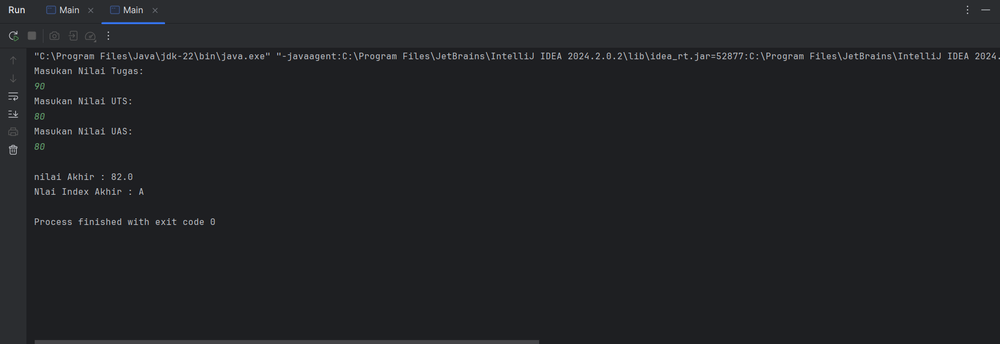 Run Main Main
"C:\Program Files\Java\jdk-22\bin\java.exe" "-javaagent:C:\Program Files\JetBrains\IntelliJ IDEA 2024.2.0.2\lib\idea_rt.jar=52877:C:\Program Files\JetBrains\IntelliJ IDEA 2024.
Masukan Nilai Tugas:
90
Masukan Nilai UTS:
80
Masukan Nilai UAS:
80
nilai Akhir : 82.0
Nlai Index Akhir : A
Process finished with exit code 0